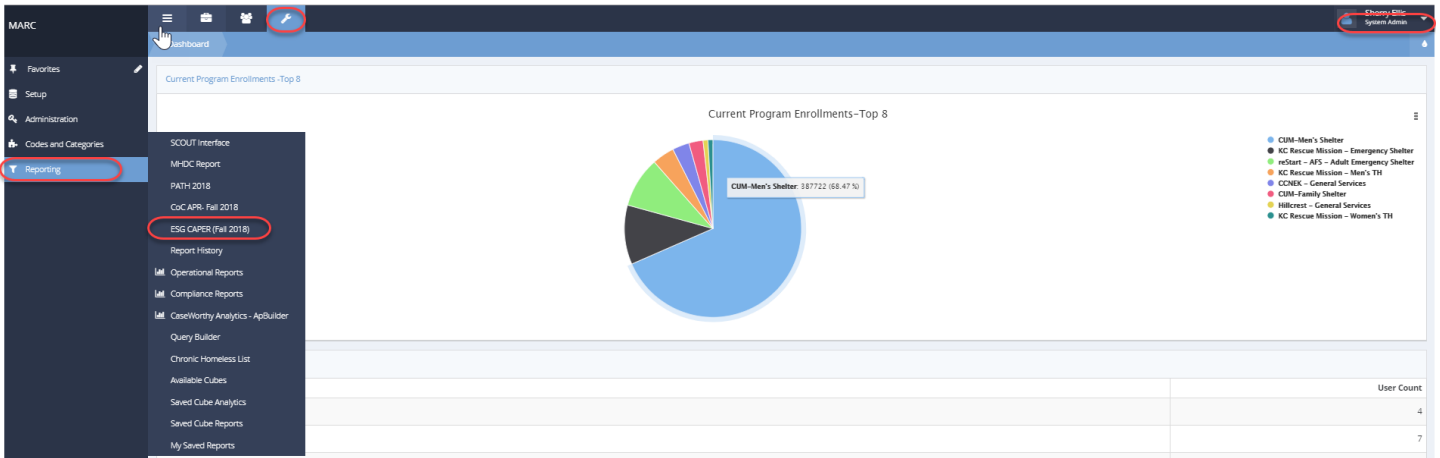 MARC
Sherry Ellis
System Admin
Dashboard
Favorites
Setup
Administration
Codes and Categories
Reporting
SCOUT Interface
MHDC Report
PATH 2018
CoC APR- Fall 2018
ESG CAPER (Fall 2018)
Report History
Operational Reports
Compliance Reports
CaseWorthy Analytics - ApBuilder
Query Builder
Chronic Homeless List
Available Cubes
Saved Cube Analytics
Saved Cube Reports
My Saved Reports
Current Program Enrollments -Top 8
Current Program Enrollments-Top 8
CUM-Men's Shelter: 387722 (68.47 %)
CUM-Men's Shelter
KC Rescue Mission - Emergency Shelter
reStart - AFS - Adult Emergency Shelter
KC Rescue Mission - Men's TH
CCNEK - General Services
CUM-Family Shelter
Hillcrest - General Services
KC Rescue Mission - Women's TH
User Count
4
7